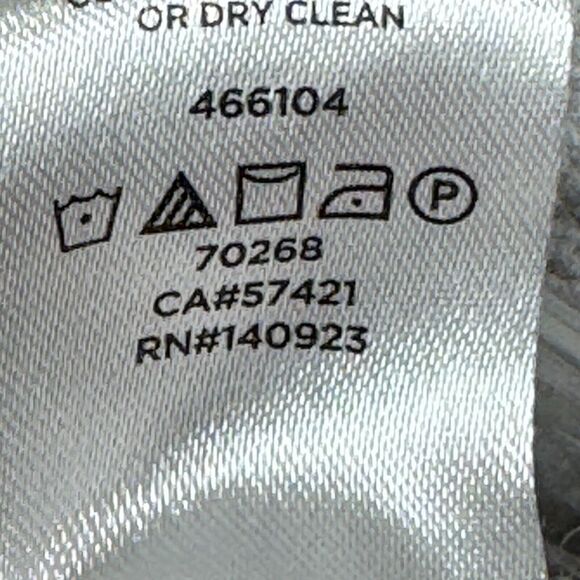 OR DRY CLEAN
466104
P
70268
CA#57421
RN#140923